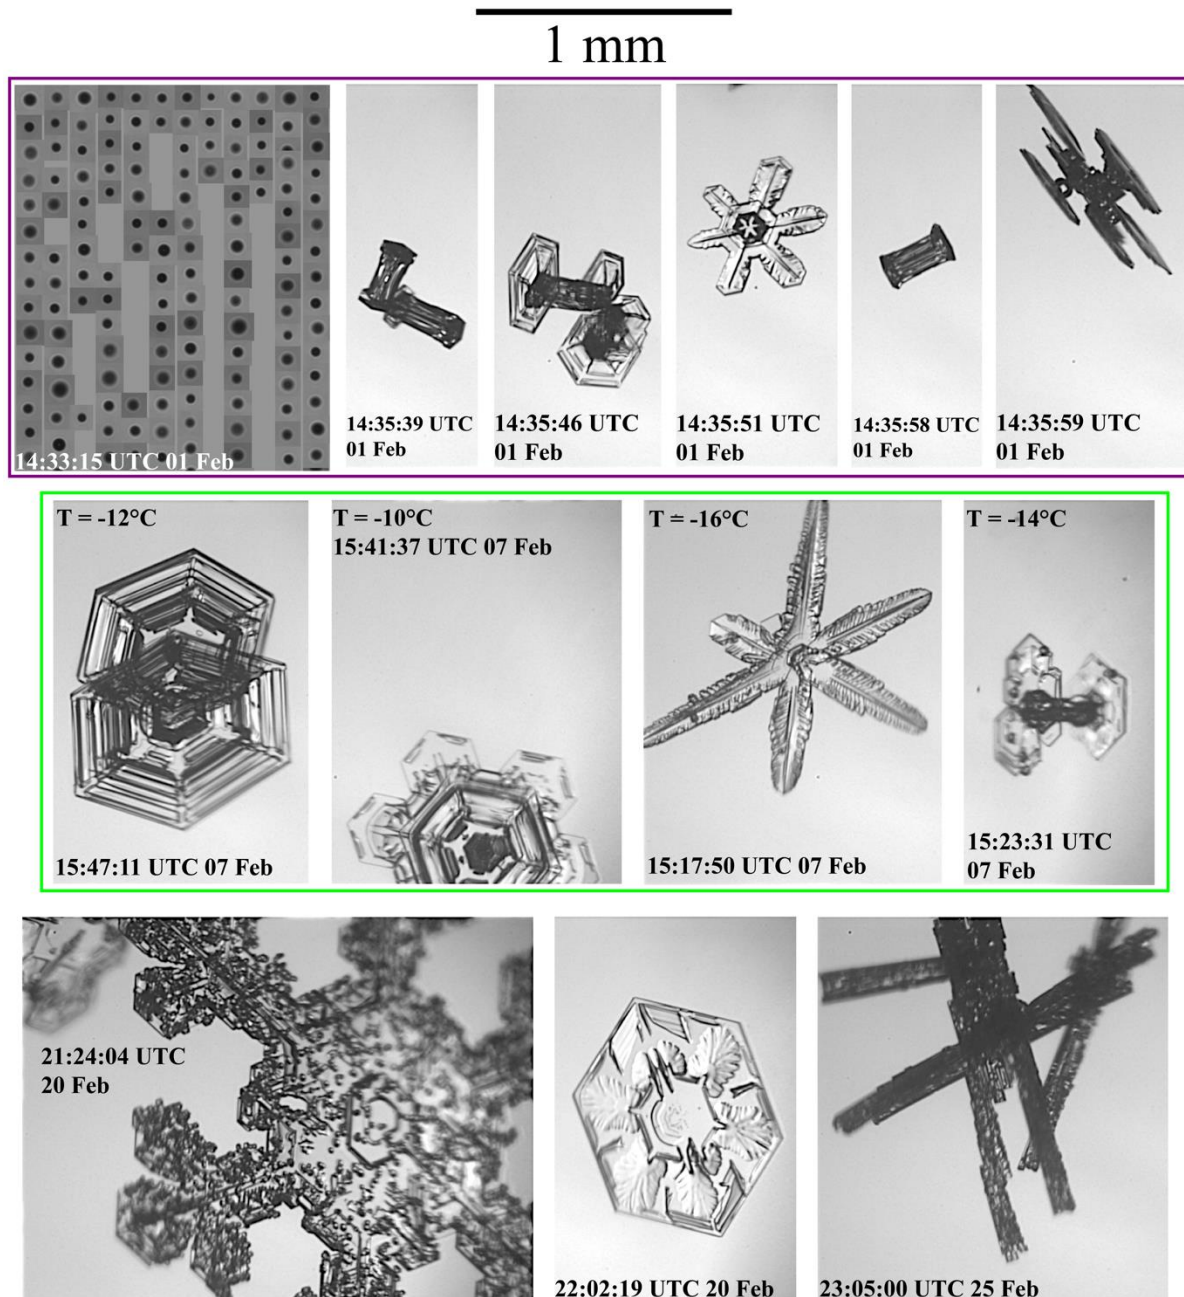 1 mm
14:33:15 UTC 01 Feb
14:35:39 UTC
01 Feb
14:35:46 UTC
01 Feb
14:35:51 UTC
01 Feb
14:35:58 UTC
01 Feb
14:35:59 UTC
01 Feb
T = -12°C
15:47:11 UTC 07 Feb
T = -10°C
15:41:37 UTC 07 Feb
T = -16°C
15:17:50 UTC 07 Feb
T = -14°C
15:23:31 UTC
07 Feb
21:24:04 UTC
20 Feb
22:02:19 UTC 20 Feb
23:05:00 UTC 25 Feb